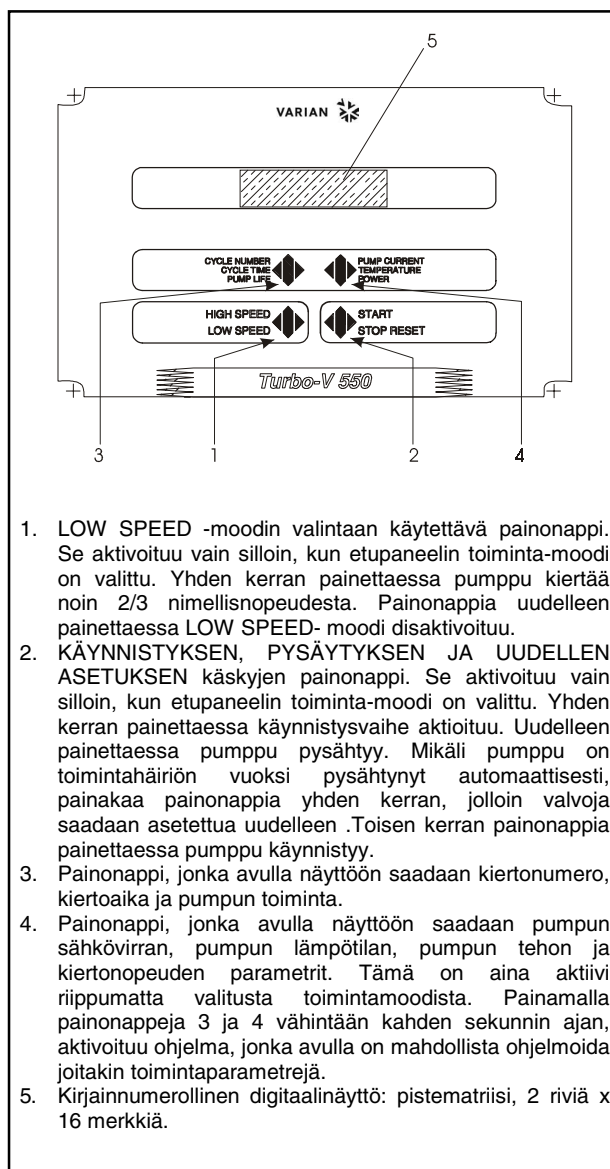 5
VARIAN
CYCLE NUMBER
CYCLE TIME
PUMP LIFE
PUMP CURRENT
TEMPERATURE
POWER
HIGH SPEED
LOW SPEED
START
STOP RESET
Turbo-V 550
3 1 2 4
1. LOW SPEED -moodin valintaan käytettävä painonappi.
Se aktivoituu vain silloin, kun etupaneelin toiminta-moodi
on valittu. Yhden kerran painettaessa pumppu kiertää
noin 2/3 nimellisnopeudesta. Painonappia uudelleen
painettaessa LOW SPEED- moodi disaktivoituu.
2. KÄYNNISTYKSEN, PYSÄYTYKSEN JA UUDELLEN
ASETUKSEN käskyjen painonappi. Se aktivoituu vain
silloin, kun etupaneelin toiminta-moodi on valittu. Yhden
kerran painettaessa käynnistysvaihe aktioituu. Uudelleen
painettaessa pumppu pysähtyy. Mikäli pumppu on
toimintahäiriön vuoksi pysähtynyt automaattisesti,
painakaa painonappia yhden kerran, jolloin valvoja
saadaan asetettua uudelleen .Toisen kerran painonappia
painettaessa pumppu käynnistyy.
3. Painonappi, jonka avulla näyttöön saadaan kiertonumero,
kiertoaika ja pumpun toiminta.
4. Painonappi, jonka avulla näyttöön saadaan pumpun
sähkövirran, pumpun lämpötilan, pumpun tehon ja
kiertonopeuden parametrit. Tämä on aina aktiivi
riippumatta valitusta toimintamoodista. Painamalla
painonappeja 3 ja 4 vähintään kahden sekunnin ajan,
aktivoituu ohjelma, jonka avulla on mahdollista ohjelmoida
joitakin toimintaparametrejä.
5. Kirjainnumerollinen digitaalinäyttö: pistematriisi, 2 riviä x
16 merkkiä.